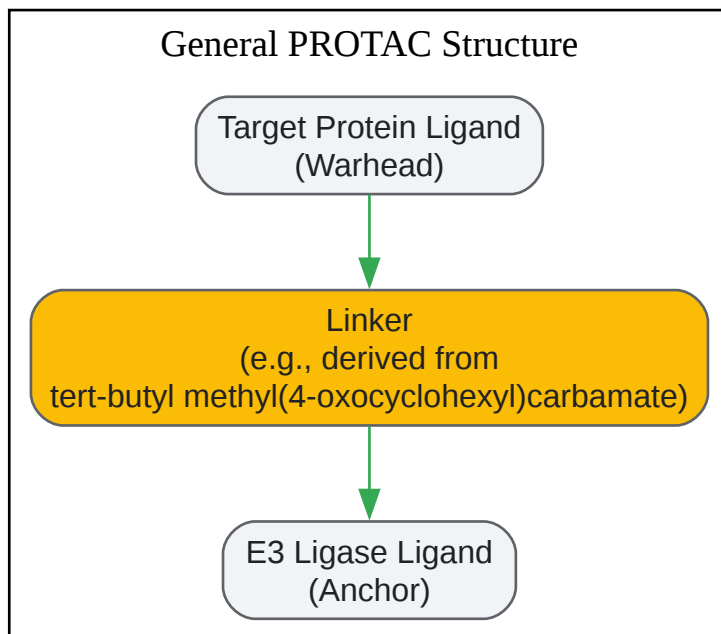 General PROTAC Structure
Target Protein Ligand
(Warhead)
Linker
(e.g., derived from
tert-butyl methyl(4-oxocyclohexyl)carbamate)
E3 Ligase Ligand
(Anchor)